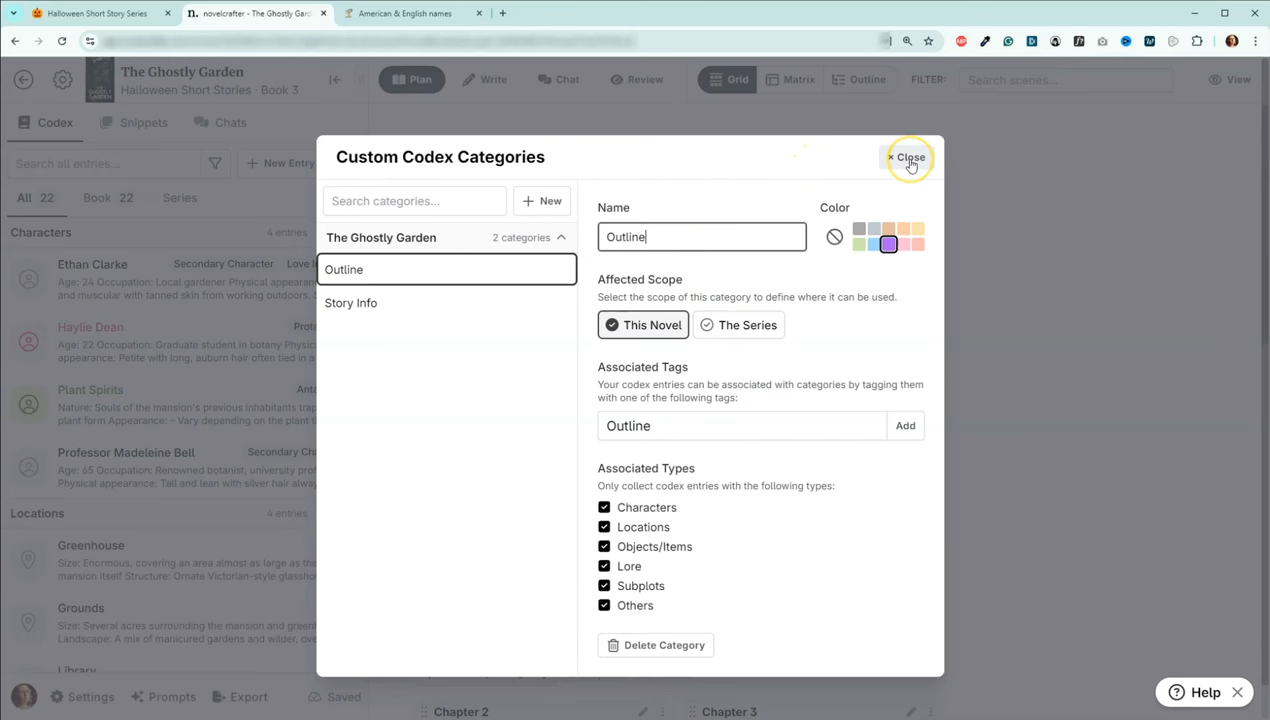 Halloween Short Story Series
novelcrafter - The Ghostly Gard
American & English names
The Ghostly Garden
Halloween Short Stories · Book 3
Plan
Write
Chat
Review
Grid
Matrix
Outline
FILTER:
Search scenes...
View
Codex
Snippets
Chats
Search all entries...
+ New Entry
All 22
Book 22
Series
Characters
4 entries
Ethan Clarke
Secondary Character
Love I
Age: 24 Occupation: Local gardener Physical appearan
and muscular with tanned skin from working outdoors.
Haylie Dean
Prota
Age: 22 Occupation: Graduate student in botany Physic
appearance: Petite with long, auburn hair often tied in a
Plant Spirits
Anta
Nature: Souls of the mansion's previous inhabitants trap
plant form Appearance: - Vary depending on the plant t
Professor Madeleine Bell
Secondary Cha
Age: 65 Occupation: Renowned botanist, university prof
Physical appearance: Tall and lean with silver hair alway
Locations
4 entries
Greenhouse
Size: Enormous, covering an area almost as large as the
mansion itself Structure: Ornate Victorian-style glassho
Grounds
Size: Several acres surrounding the mansion and greenh
Landscape: A mix of manicured gardens and wilder, over
Library
Settings
Prompts
Export
Saved
Custom Codex Categories
× Close
Search categories...
+ New
The Ghostly Garden
2 categories
Outline
Story Info
Name
Color
Outline
Affected Scope
Select the scope of this category to define where it can be used.
This Novel
The Series
Associated Tags
Your codex entries can be associated with categories by tagging them
with one of the following tags:
Outline
Add
Associated Types
Only collect codex entries with the following types:
Characters
Locations
Objects/Items
Lore
Subplots
Others
Delete Category
Chapter 2
Chapter 3
Help